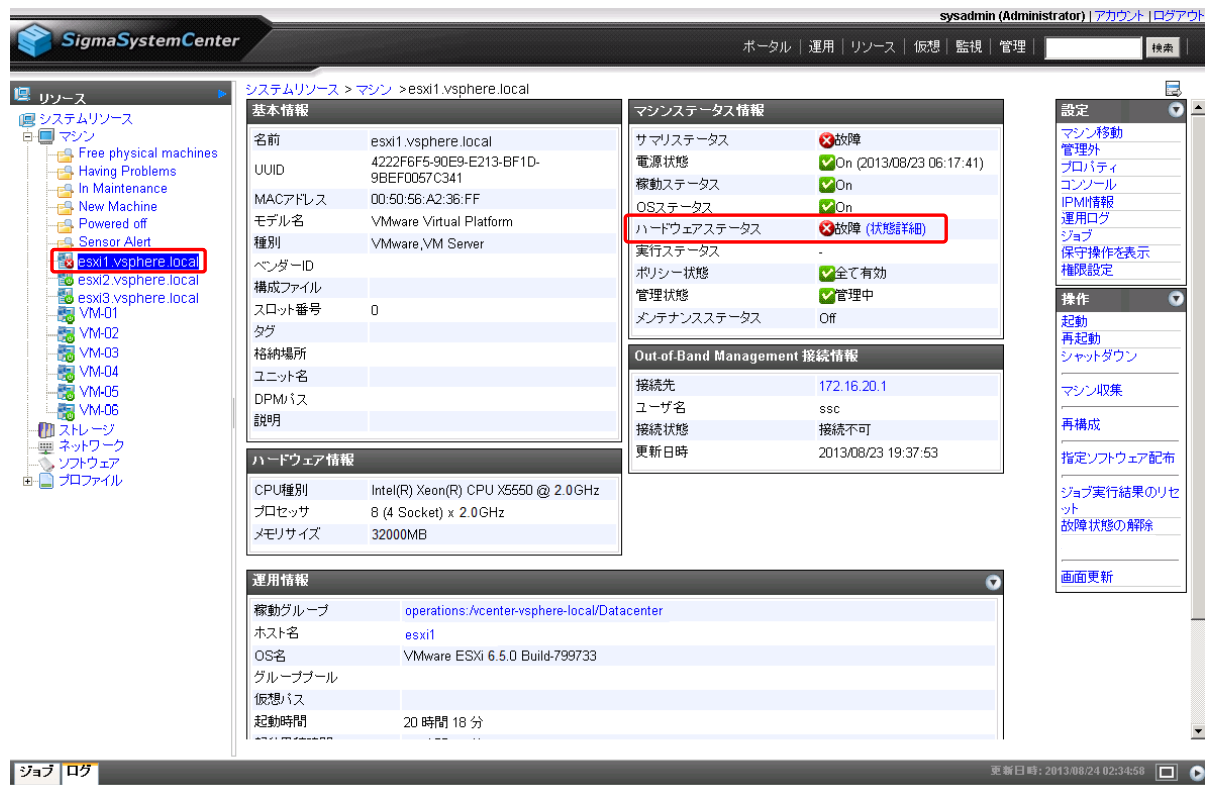 sysadmin (Administrator) | アカウント | ログアウト
SigmaSystemCenter
ポータル | 運用 | リソース | 仮想 | 監視 | 管理 | 検索
リソース
システムリソース
マシン
Free physical machines
Having Problems
In Maintenance
New Machine
Powered off
Sensor Alert
esxi1.vsphere.local
esxi2.vsphere.local
esxi3.vsphere.local
VM-01
VM-02
VM-03
VM-04
VM-05
VM-06
ストレージ
ネットワーク
ソフトウェア
プロファイル
システムリソース > マシン >esxi1.vsphere.local
基本情報
名前 esxi1.vsphere.local
UUID 4222F6F5-90E9-E213-BF1D-
9BEF0057C341
MACアドレス 00:50:56:A2:36:FF
モデル名 VMware Virtual Platform
種別 VMware,VM Server
ベンダーID
構成ファイル
スロット番号 0
タグ
格納場所
ユニット名
DPMパス
説明
ハードウェア情報
CPU種別 Intel(R) Xeon(R) CPU X5550 @ 2.0GHz
プロセッサ 8 (4 Socket) x 2.0GHz
メモリサイズ 32000MB
マシンステータス情報
サマリステータス 故障
電源状態 On (2013/08/23 06:17:41)
稼動ステータス On
OSステータス On
ハードウェアステータス 故障 (状態詳細)
実行ステータス -
ポリシー状態 全て有効
管理状態 管理中
メンテナンスステータス Off
Out-of-Band Management 接続情報
接続先 172.16.20.1
ユーザ名 ssc
接続状態 接続不可
更新日時 2013/08/23 19:37:53
運用情報
稼動グループ operations:/vcenter-vsphere-local/Datacenter
ホスト名 esxi1
OS名 VMware ESXi 6.5.0 Build-799733
グループプール
仮想パス
起動時間 20 時間 18 分
設定
マシン移動
管理外
プロパティ
コンソール
IPMI情報
運用ログ
ジョブ
保守操作を表示
権限設定
操作
起動
再起動
シャットダウン
マシン収集
再構成
指定ソフトウェア配布
ジョブ実行結果のリセ
ット
故障状態の解除
画面更新
ジョブ ログ
更新日時: 2013/08/24 02:34:58